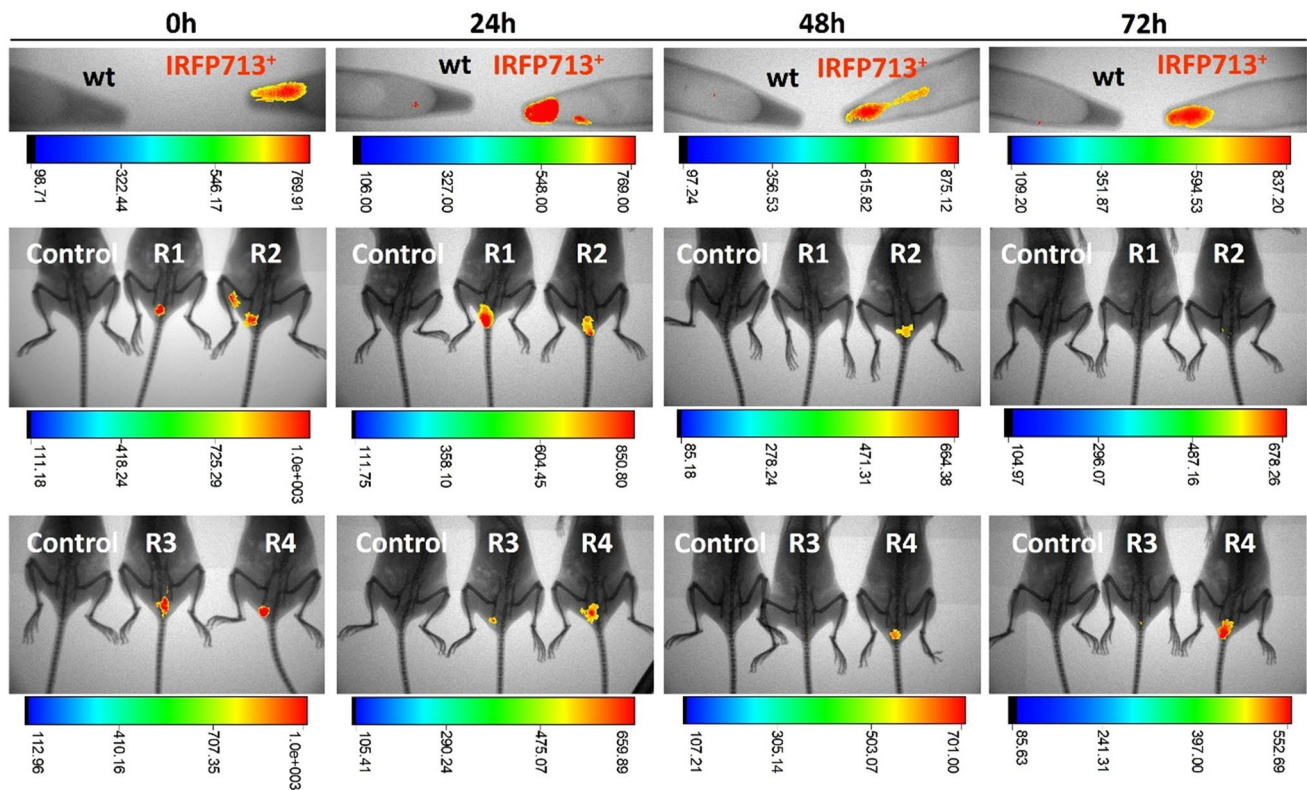 0h 24h 48h 72h
wt IRFP713⁺ wt IRFP713⁺ wt IRFP713⁺ wt IRFP713⁺
98.71 322.44 546.17 769.91 106.00 327.00 548.00 769.00 97.24 356.53 615.82 875.12 109.20 351.87 594.53 837.20
Control R1 R2 Control R1 R2 Control R1 R2 Control R1 R2
111.18 418.24 725.29 1.0e+003 111.75 358.10 604.45 850.80 85.18 278.24 471.31 664.38 104.97 296.07 487.16 678.26
Control R3 R4 Control R3 R4 Control R3 R4 Control R3 R4
112.96 410.16 707.35 1.0e+003 105.41 290.24 475.07 659.89 107.21 305.14 503.07 701.00 85.63 241.31 397.00 552.69